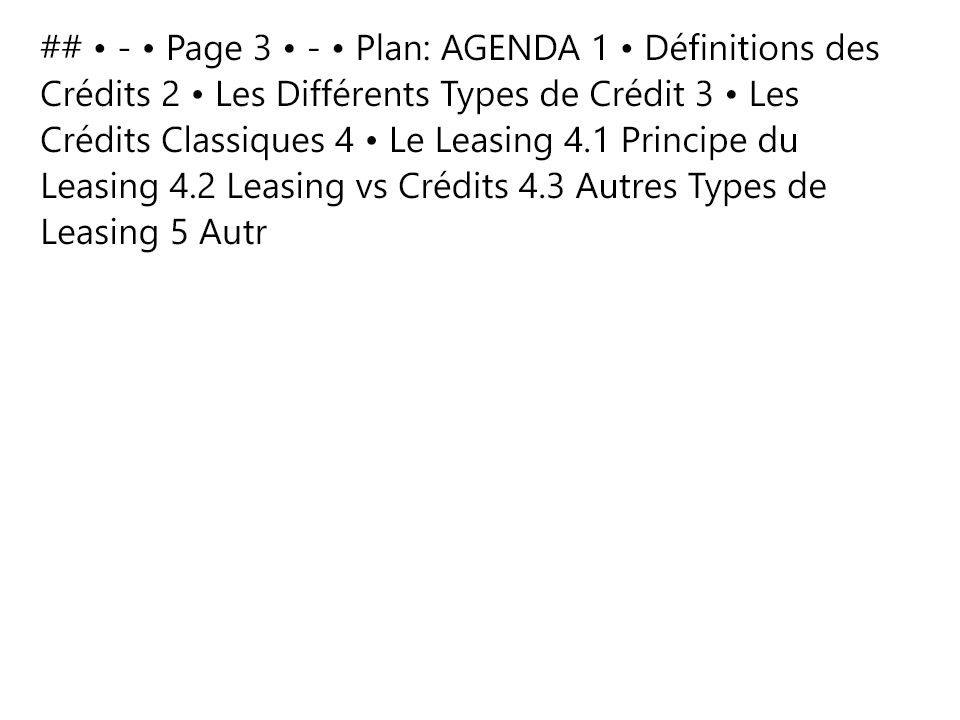 ## • - • Page 3 • - • Plan: AGENDA 1 • Définitions des
Crédits 2 • Les Différents Types de Crédit 3 • Les
Crédits Classiques 4 • Le Leasing 4.1 Principe du
Leasing 4.2 Leasing vs Crédits 4.3 Autres Types de
Leasing 5 Autr